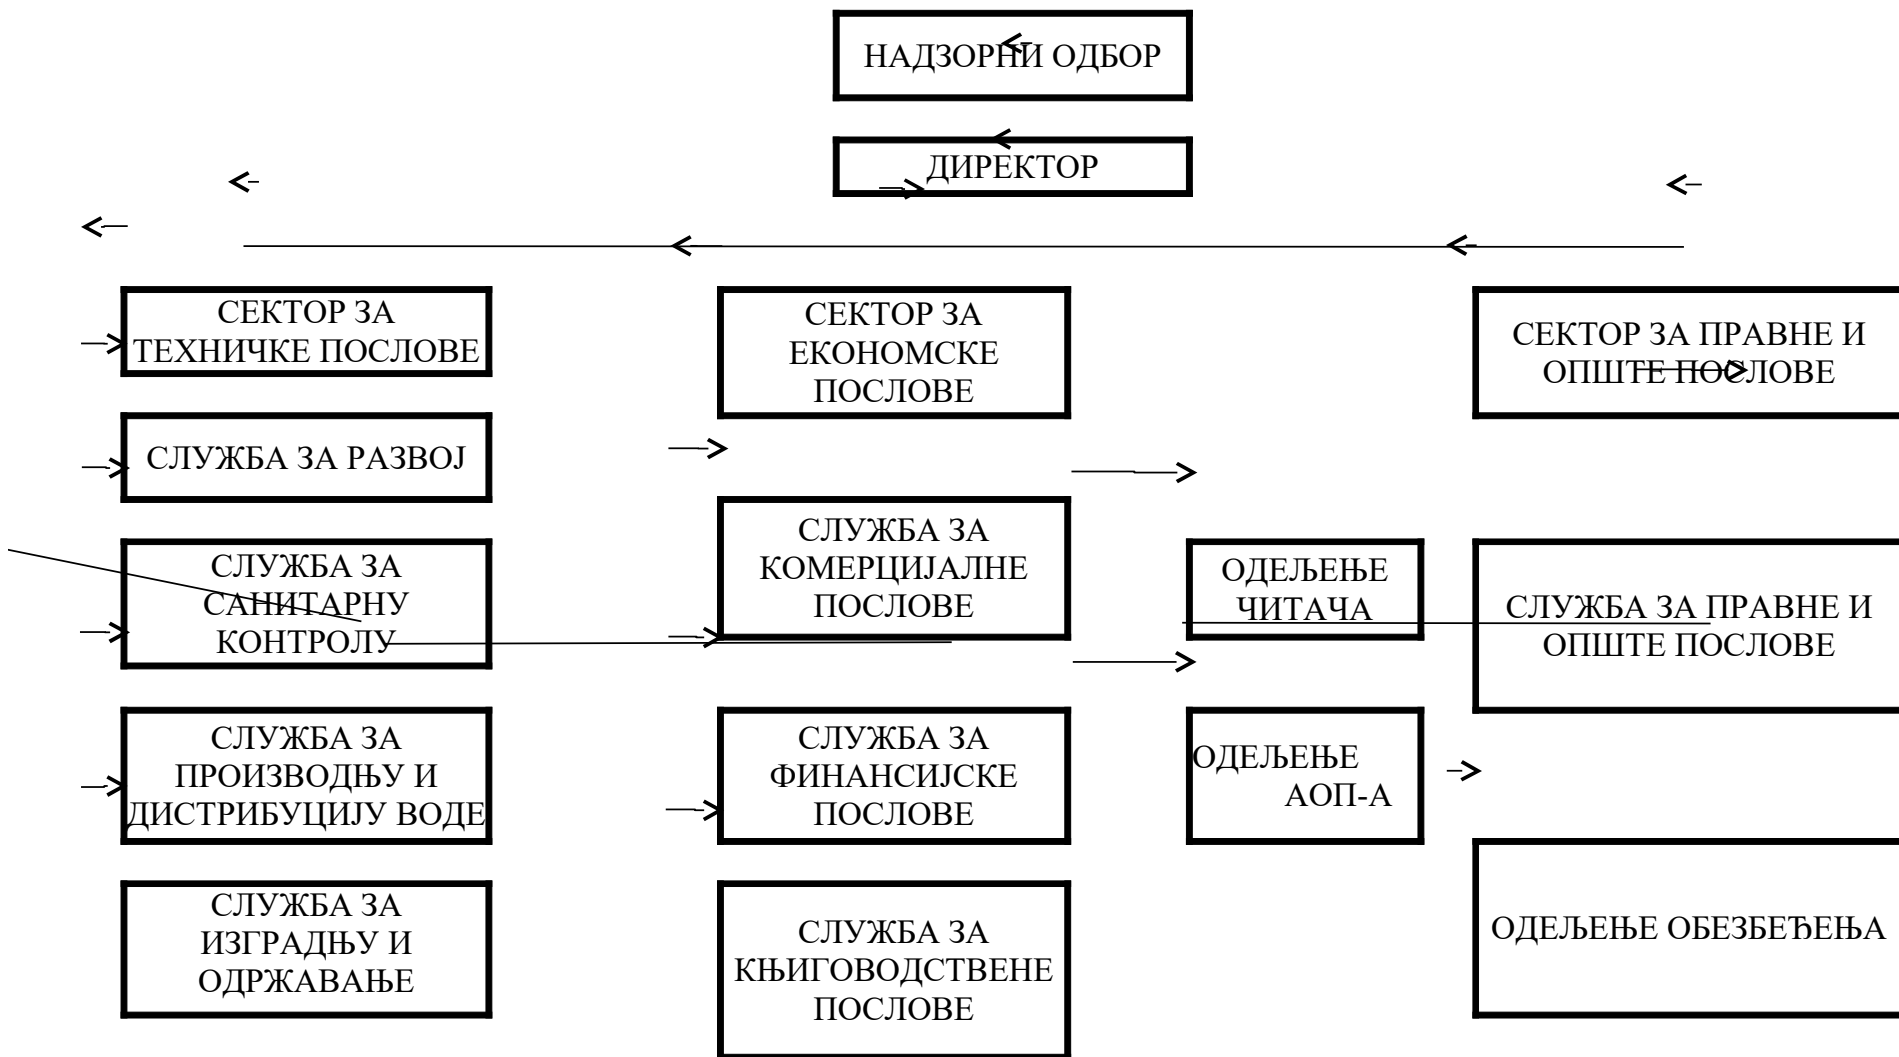 НАДЗОРНИ ОДБОР
ДИРЕКТОР
СЕКТОР ЗА
ТЕХНИЧКЕ ПОСЛОВЕ
СЛУЖБА ЗА РАЗВОЈ
СЛУЖБА ЗА
САНИТАРНУ
КОНТРОЛУ
СЛУЖБА ЗА
ПРОИЗВОДЊУ И
ДИСТРИБУЦИЈУ ВОДЕ
СЛУЖБА ЗА
ИЗГРАДЊУ И
ОДРЖАВАЊЕ
СЕКТОР ЗА
ЕКОНОМСКЕ
ПОСЛОВЕ
СЛУЖБА ЗА
КОМЕРЦИЈАЛНЕ
ПОСЛОВЕ
СЛУЖБА ЗА
ФИНАНСИЈСКЕ
ПОСЛОВЕ
СЛУЖБА ЗА
КЊИГОВОДСТВЕНЕ
ПОСЛОВЕ
ОДЕЉЕЊЕ
ЧИТАЧА
ОДЕЉЕЊЕ
АОП-А
СЕКТОР ЗА ПРАВНЕ И
ОПШТЕ ПОСЛОВЕ
СЛУЖБА ЗА ПРАВНЕ И
ОПШТЕ ПОСЛОВЕ
ОДЕЉЕЊЕ ОБЕЗБЕЂЕЊА